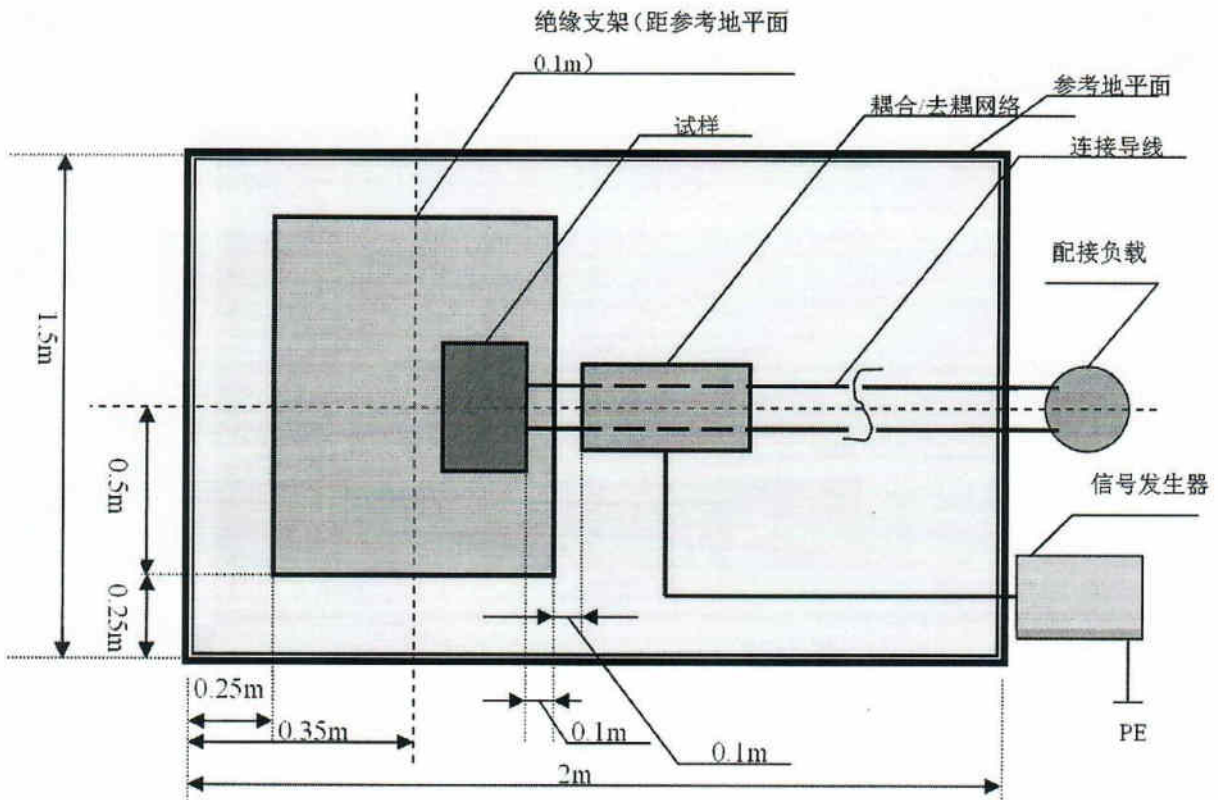 绝缘支架（距参考地平面
0.1m）
参考地平面
耦合/去耦网络
试样
连接导线
配接负载
1.5m
0.5m
信号发生器
0.25m
0.25m
0.35m
0.1m
0.1m
PE
2m